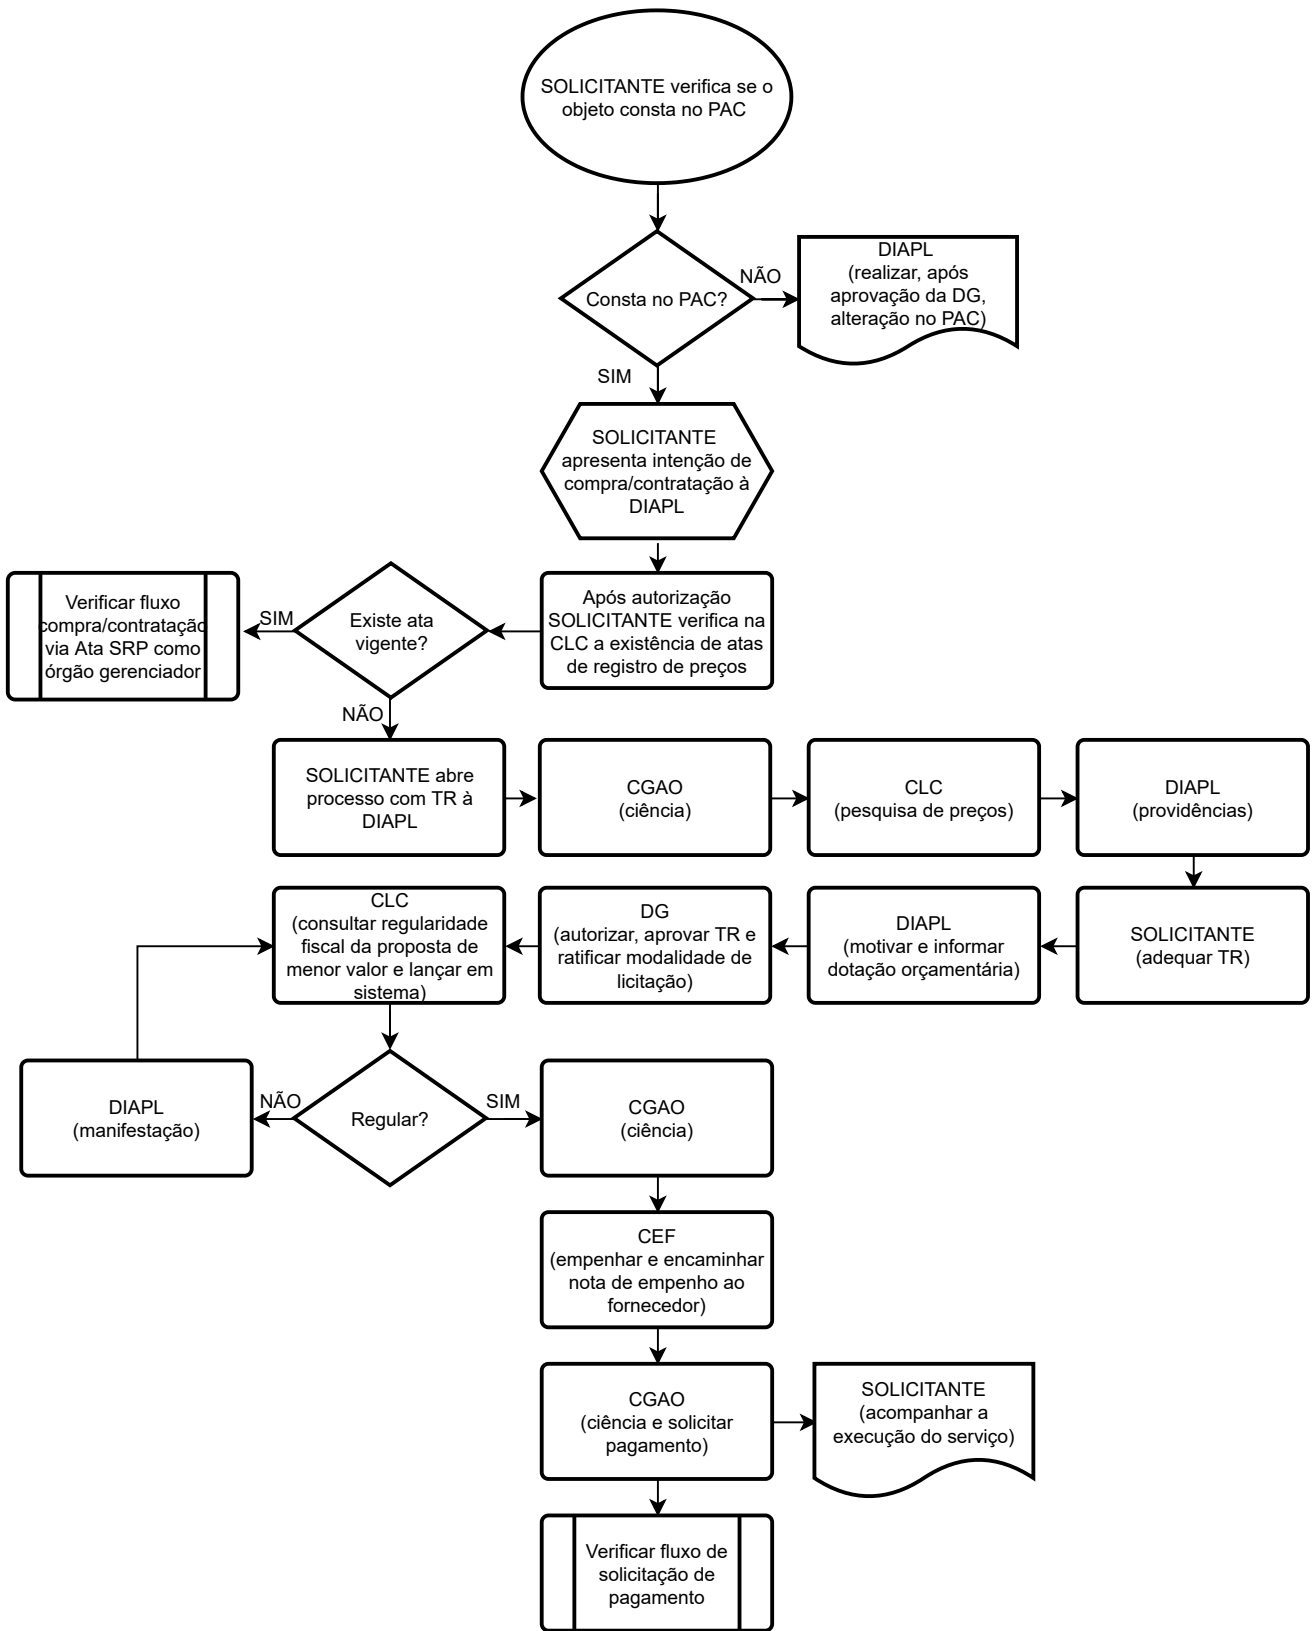 SOLICITANTE verifica se o
objeto consta no PAC
Consta no PAC?
NÃO
DIAPL
(realizar, após
aprovação da DG,
alteração no PAC)
SIM
SOLICITANTE
apresenta intenção de
compra/contratação à
DIAPL
Após autorização
SOLICITANTE verifica na
CLC a existência de atas
de registro de preços
Existe ata
vigente?
SIM
Verificar fluxo
compra/contratação
via Ata SRP como
órgão gerenciador
NÃO
SOLICITANTE abre
processo com TR à
DIAPL
CGAO
(ciência)
CLC
(pesquisa de preços)
DIAPL
(providências)
SOLICITANTE
(adequar TR)
DIAPL
(motivar e informar
dotação orçamentária)
DG
(autorizar, aprovar TR e
ratificar modalidade de
licitação)
CLC
(consultar regularidade
fiscal da proposta de
menor valor e lançar em
sistema)
Regular?
NÃO
DIAPL
(manifestação)
SIM
CGAO
(ciência)
CEF
(empenhar e encaminhar
nota de empenho ao
fornecedor)
CGAO
(ciência e solicitar
pagamento)
SOLICITANTE
(acompanhar a
execução do serviço)
Verificar fluxo de
solicitação de
pagamento